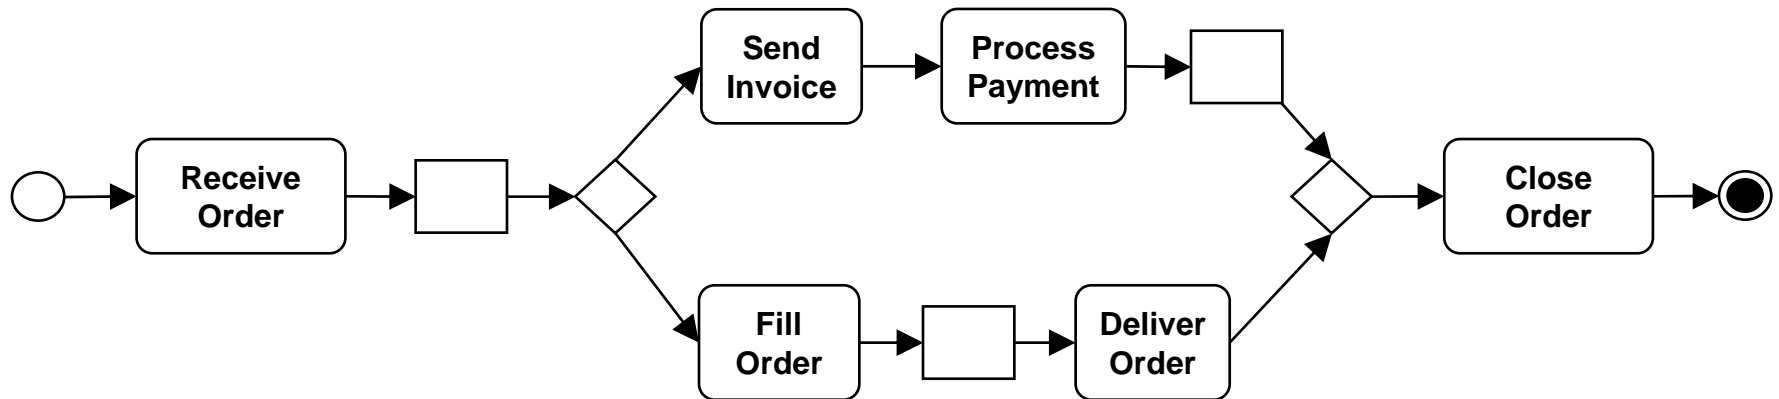 Receive
Order
Send
Invoice
Process
Payment
Fill
Order
Deliver
Order
Close
Order